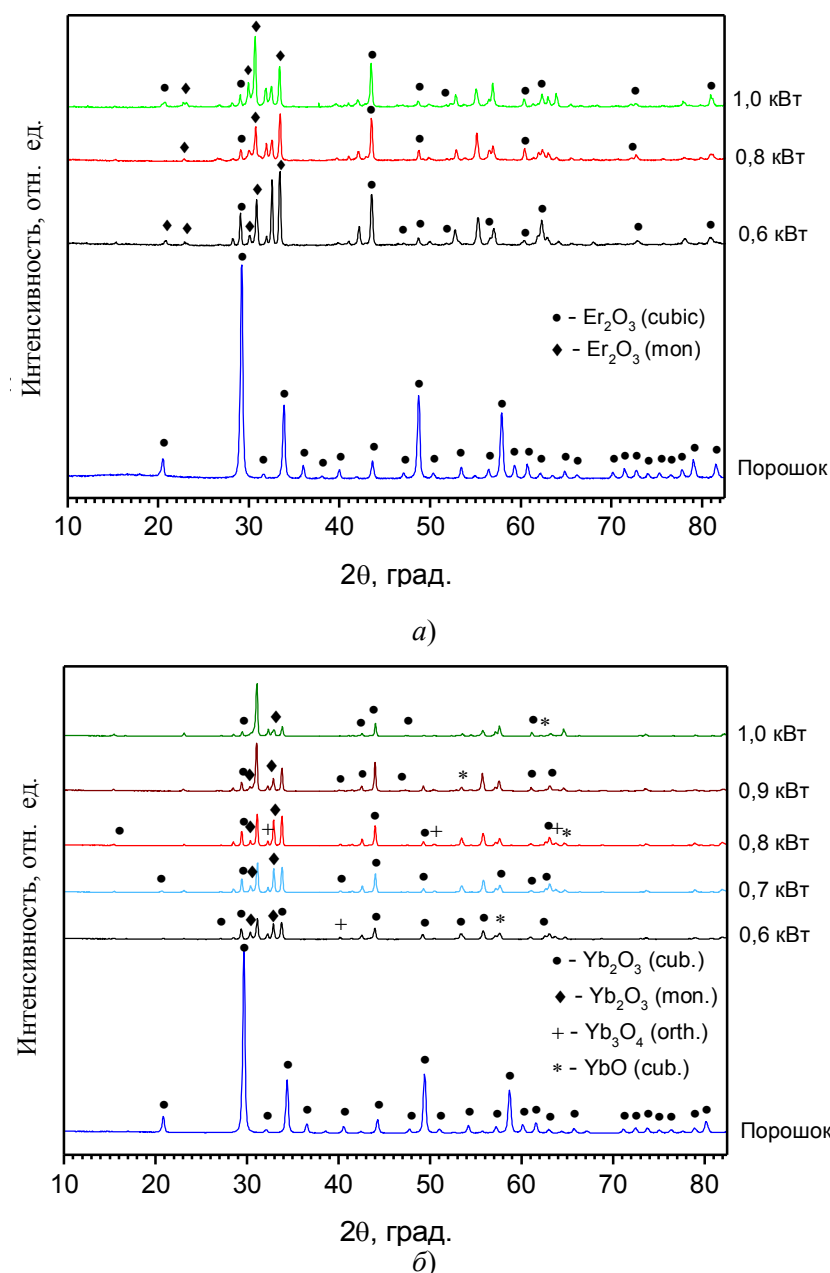 Интенсивность, отн. ед.
1,0 кВт
0,8 кВт
0,6 кВт
● - Er₂O₃ (cubic)
◆ - Er₂O₃ (mon)
Порошок
10 20 30 40 50 60 70 80
2θ, град.
а)
Интенсивность, отн. ед.
1,0 кВт
0,9 кВт
0,8 кВт
0,7 кВт
0,6 кВт
● - Yb₂O₃ (cub.)
◆ - Yb₂O₃ (mon.)
+ - Yb₃O₄ (orth.)
* - YbO (cub.)
Порошок
10 20 30 40 50 60 70 80
2θ, град.
б)